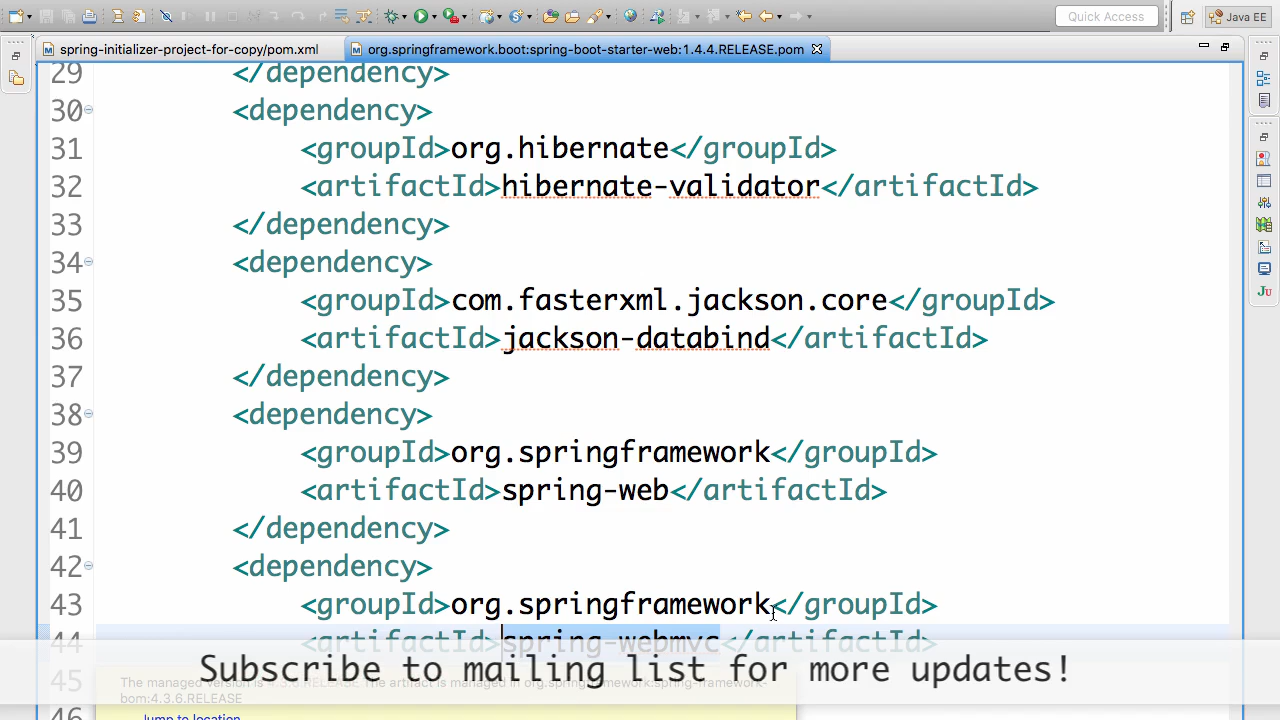 Quick Access
Java EE
spring-initializer-project-for-copy/pom.xml
org.springframework.boot:spring-boot-starter-web:1.4.4.RELEASE.pom
29 </dependency>
30 <dependency>
31 <groupId>org.hibernate</groupId>
32 <artifactId>hibernate-validator</artifactId>
33 </dependency>
34 <dependency>
35 <groupId>com.fasterxml.jackson.core</groupId>
36 <artifactId>jackson-databind</artifactId>
37 </dependency>
38 <dependency>
39 <groupId>org.springframework</groupId>
40 <artifactId>spring-web</artifactId>
41 </dependency>
42 <dependency>
43 <groupId>org.springframework</groupId>
44 <artifactId>spring-webmvc</artifactId>
Subscribe to mailing list for more updates!
45
The managed version is 4.3.6.RELEASE The artifact is managed in org.springframework:spring-framework-
bom:4.3.6.RELEASE
46
Jump to location